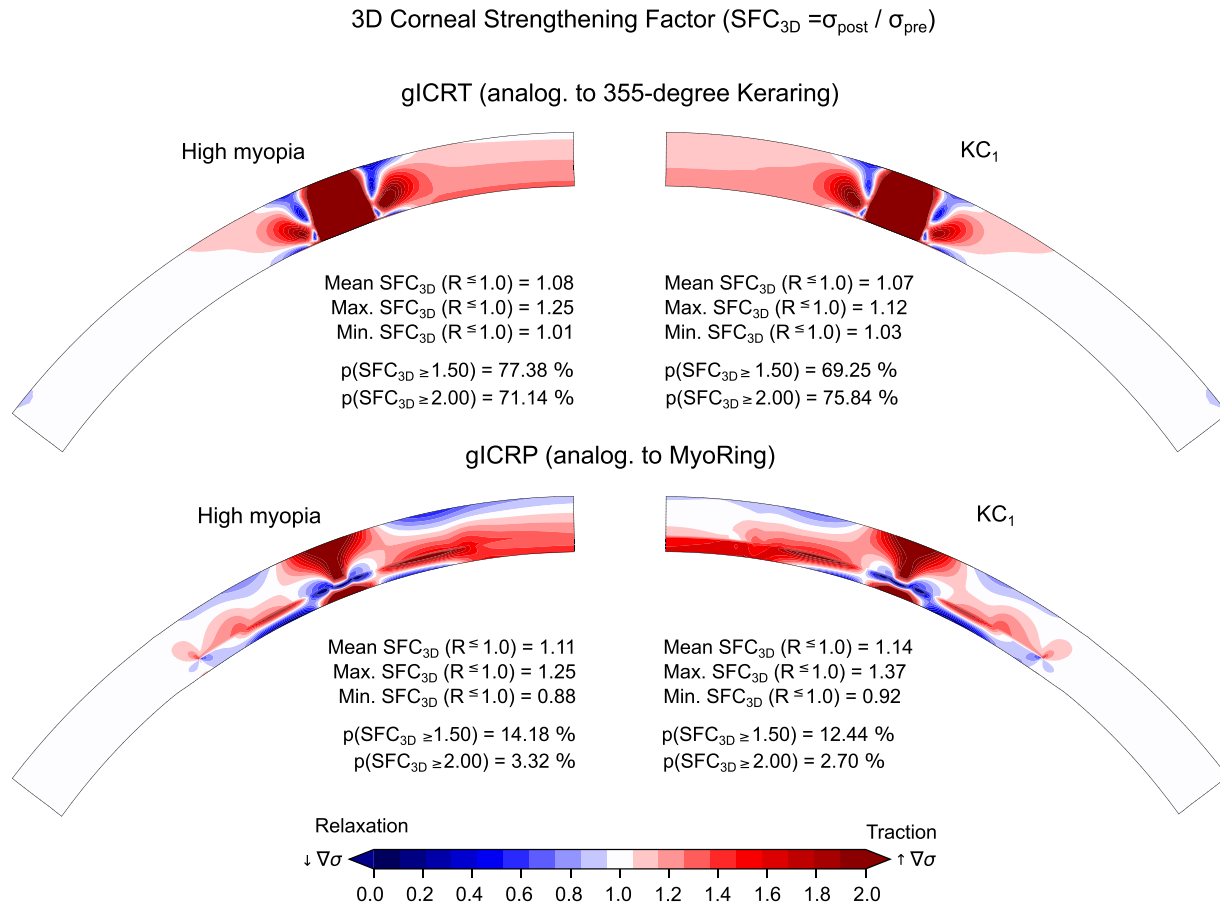 3D Corneal Strengthening Factor (SFC3D =σpost / σpre)
gICRT (analog. to 355-degree Keraring)
High myopia
KC1
Mean SFC3D (R ≤ 1.0) = 1.08
Max. SFC3D (R ≤ 1.0) = 1.25
Min. SFC3D (R ≤ 1.0) = 1.01
p(SFC3D ≥ 1.50) = 77.38 %
p(SFC3D ≥ 2.00) = 71.14 %
Mean SFC3D (R ≤ 1.0) = 1.07
Max. SFC3D (R ≤ 1.0) = 1.12
Min. SFC3D (R ≤ 1.0) = 1.03
p(SFC3D ≥ 1.50) = 69.25 %
p(SFC3D ≥ 2.00) = 75.84 %
gICRP (analog. to MyoRing)
High myopia
KC1
Mean SFC3D (R ≤ 1.0) = 1.11
Max. SFC3D (R ≤ 1.0) = 1.25
Min. SFC3D (R ≤ 1.0) = 0.88
p(SFC3D ≥ 1.50) = 14.18 %
p(SFC3D ≥ 2.00) = 3.32 %
Mean SFC3D (R ≤ 1.0) = 1.14
Max. SFC3D (R ≤ 1.0) = 1.37
Min. SFC3D (R ≤ 1.0) = 0.92
p(SFC3D ≥ 1.50) = 12.44 %
p(SFC3D ≥ 2.00) = 2.70 %
Relaxation
Traction
↓ ∇σ
↑ ∇σ
0.0 0.2 0.4 0.6 0.8 1.0 1.2 1.4 1.6 1.8 2.0